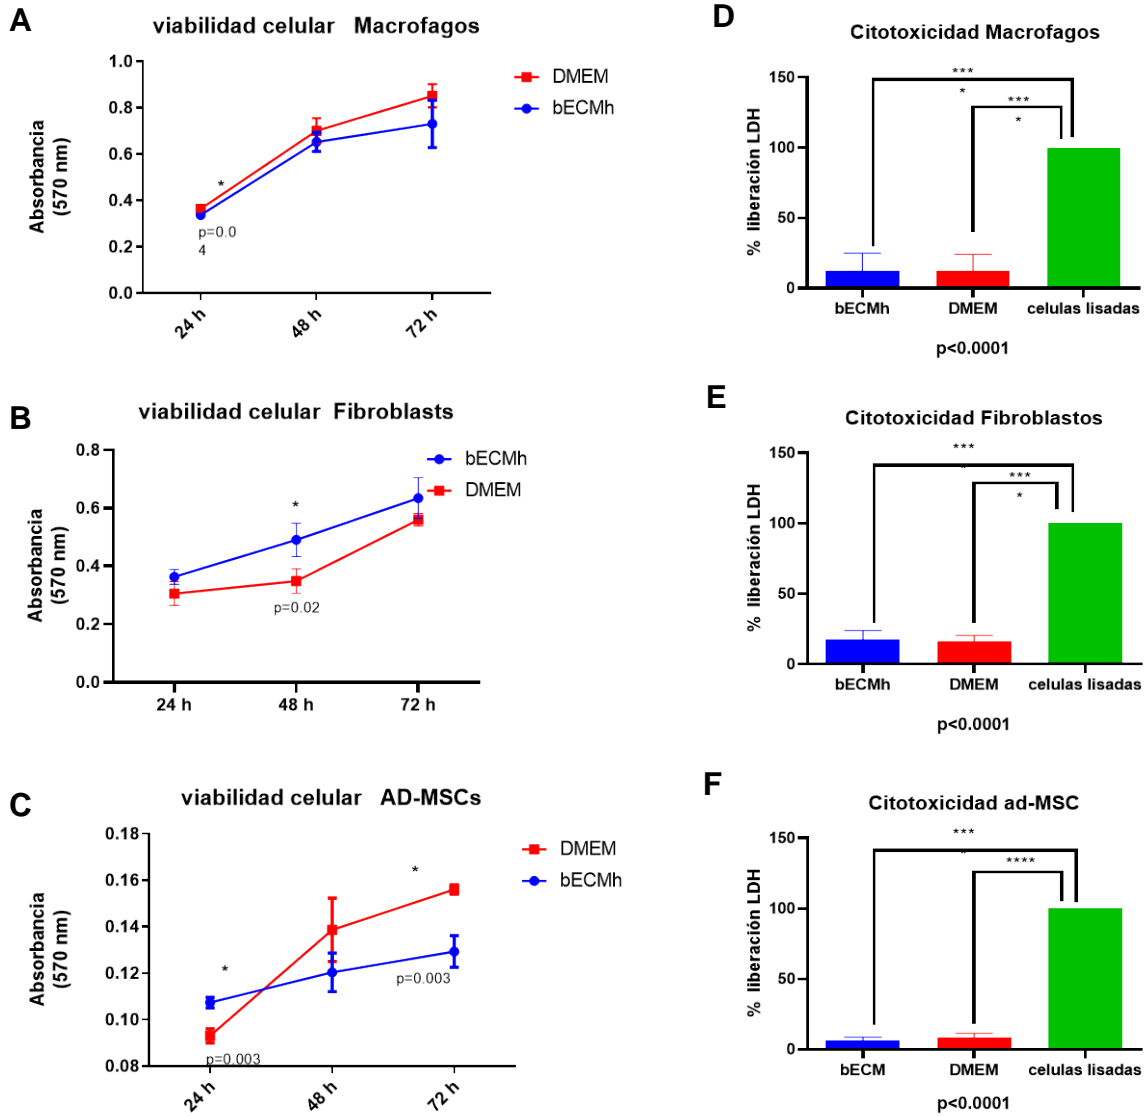 A
viabilidad celular Macrofagos
1.0
0.8
0.6
0.4
0.2
0.0
Absorbancia
(570 nm)
*
p=0.0
4
24 h
48 h
72 h
DMEM
bECMh
D
Citotoxicidad Macrofagos
150
100
50
0
% liberación LDH
***
*
***
*
bECMh
DMEM
celulas lisadas
p<0.0001
B
viabilidad celular Fibroblasts
0.8
0.6
0.4
0.2
0.0
Absorbancia
(570 nm)
*
p=0.02
24 h
48 h
72 h
bECMh
DMEM
E
Citotoxicidad Fibroblastos
150
100
50
0
% liberación LDH
***
***
*
bECMh
DMEM
celulas lisadas
p<0.0001
C
viabilidad celular AD-MSCs
0.18
0.16
0.14
0.12
0.10
0.08
Absorbancia
(570 nm)
*
*
p=0.003
p=0.003
24 h
48 h
72 h
DMEM
bECMh
F
Citotoxicidad ad-MSC
150
100
50
0
% liberación LDH
***
****
bECM
DMEM
celulas lisadas
p<0.0001